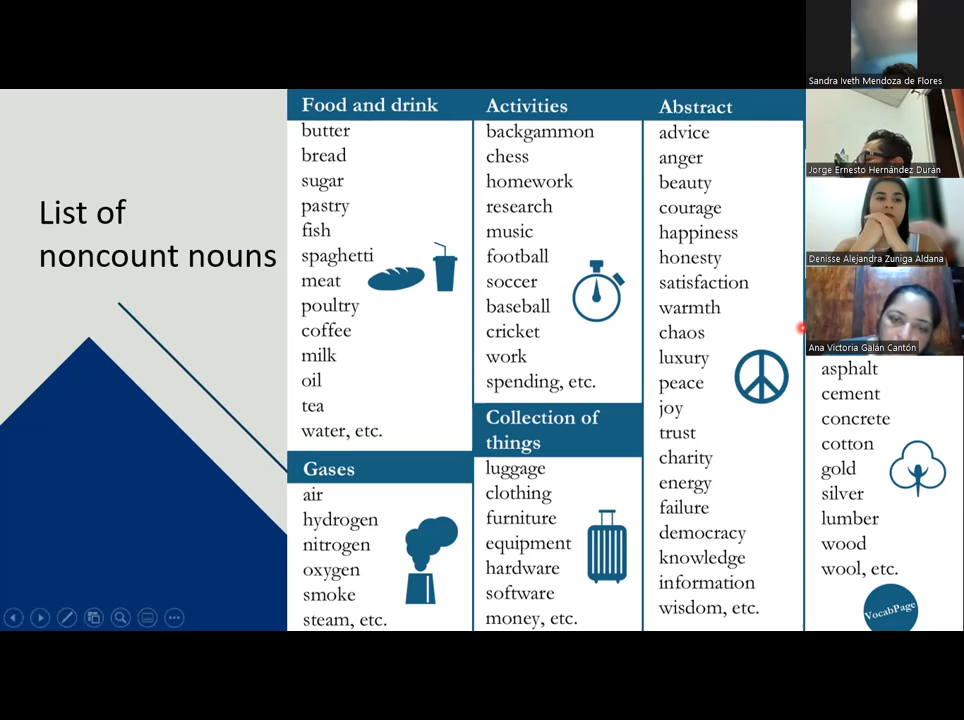 List of
noncount nouns
Food and drink
butter
bread
sugar
pastry
fish
spaghetti
meat
poultry
coffee
milk
oil
tea
water, etc.
Gases
air
hydrogen
nitrogen
oxygen
smoke
steam, etc.
Activities
backgammon
chess
homework
research
music
football
soccer
baseball
cricket
work
spending, etc.
Collection of
things
luggage
clothing
furniture
equipment
hardware
software
money, etc.
Abstract
advice
anger
beauty
courage
happiness
honesty
satisfaction
warmth
chaos
luxury
peace
joy
trust
charity
energy
failure
democracy
knowledge
information
wisdom, etc.
Sandra Iveth Mendoza de Flores
Jorge Ernesto Hernández Durán
Denisse Alejandra Zuniga Aldana
Ana Victoria Galán Cantón
asphalt
cement
concrete
cotton
gold
silver
lumber
wood
wool, etc.
VocabPage